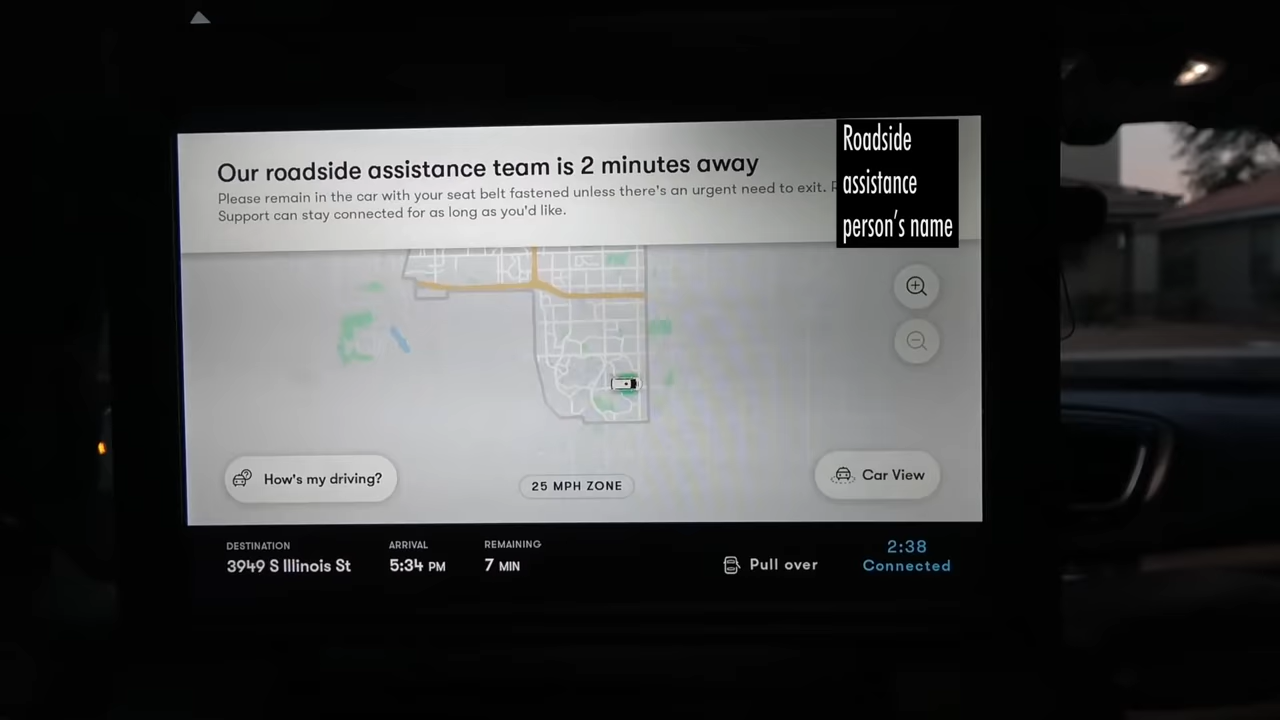 Our roadside assistance team is 2 minutes away
Please remain in the car with your seat belt fastened unless there's an urgent need to exit.
Support can stay connected for as long as you'd like.
Roadside
assistance
person's name
How's my driving?
25 MPH ZONE
Car View
DESTINATION
3949 S Illinois St
ARRIVAL
5:34 PM
REMAINING
7 MIN
Pull over
2:38
Connected